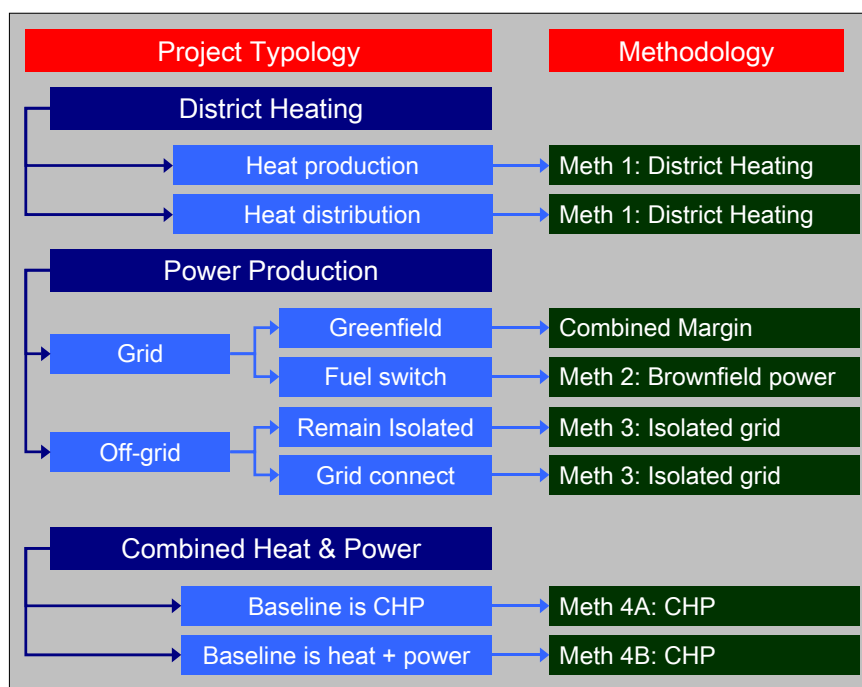 Project Typology
Methodology
District Heating
Heat production
Meth 1: District Heating
Heat distribution
Meth 1: District Heating
Power Production
Grid
Greenfield
Combined Margin
Fuel switch
Meth 2: Brownfield power
Off-grid
Remain Isolated
Meth 3: Isolated grid
Grid connect
Meth 3: Isolated grid
Combined Heat & Power
Baseline is CHP
Meth 4A: CHP
Baseline is heat + power
Meth 4B: CHP